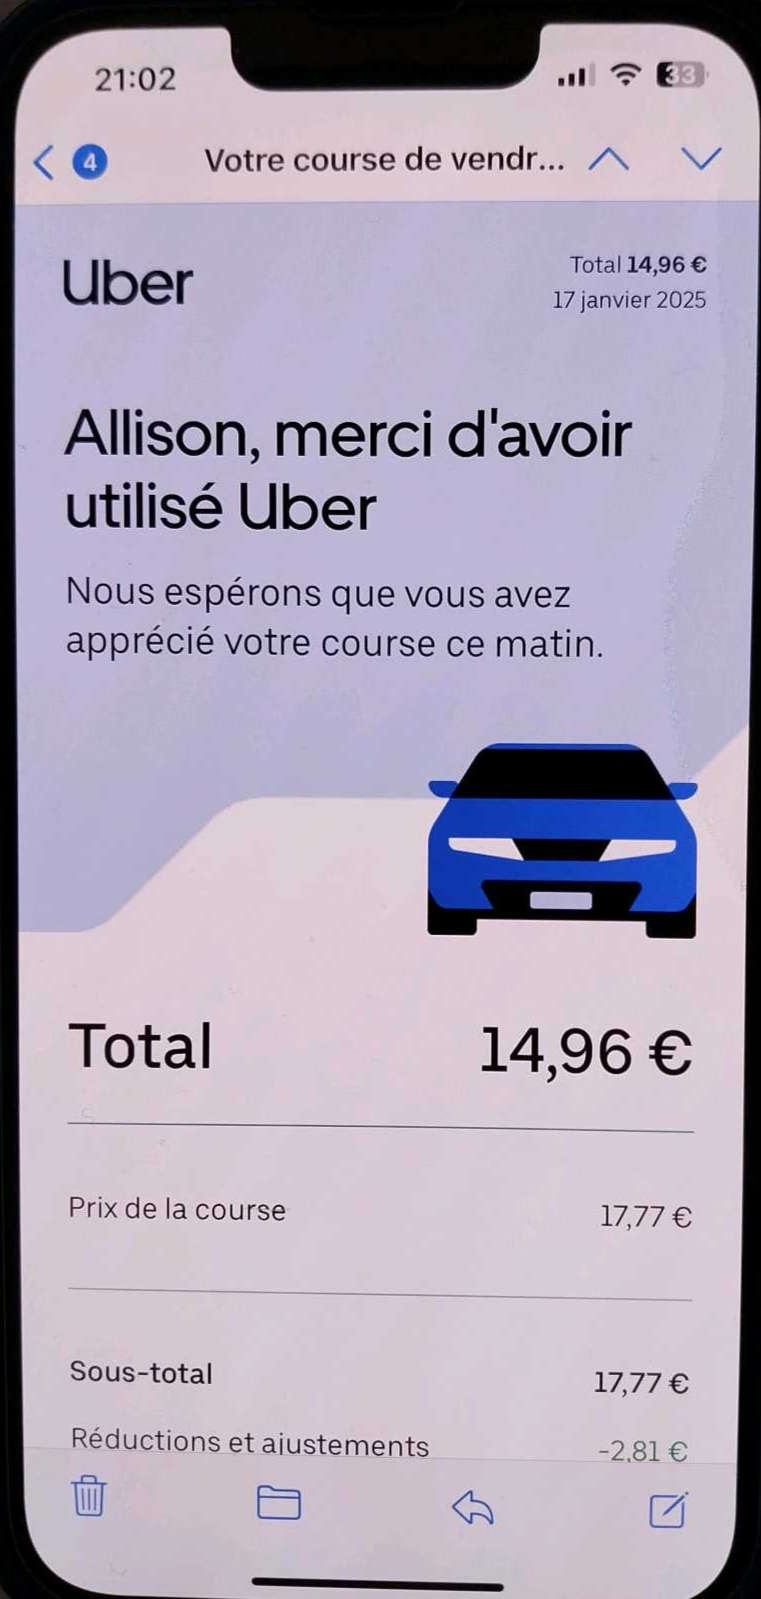 21:02
33
4
Votre course de vendr...
Uber
Total 14,96 €
17 janvier 2025
Allison, merci d'avoir
utilisé Uber
Nous espérons que vous avez
apprécié votre course ce matin.
Total 14,96 €
Prix de la course 17,77 €
Sous-total 17,77 €
Réductions et ajustements -2,81 €